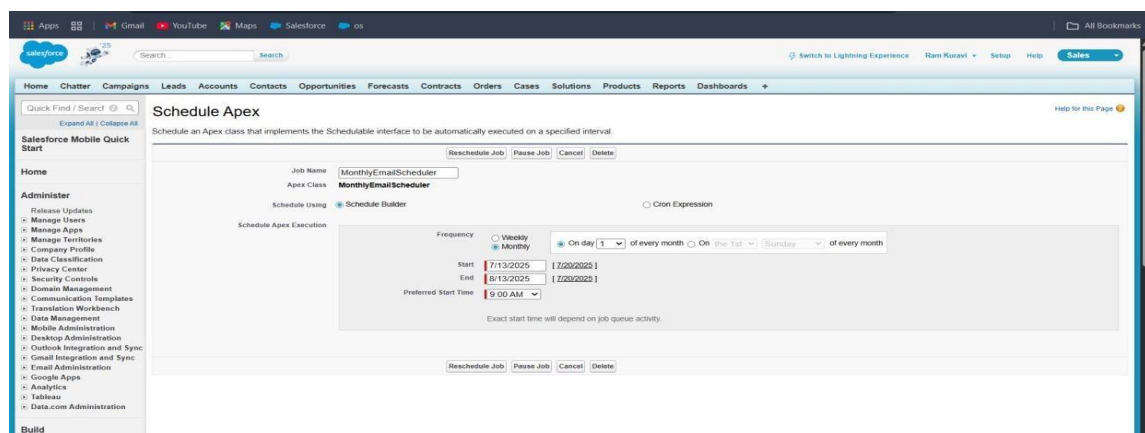 Apps Gmail YouTube Maps Salesforce os All Bookmarks
salesforce '25 Search... Search Switch to Lightning Experience Ram Kuravi Setup Help Sales
Home Chatter Campaigns Leads Accounts Contacts Opportunities Forecasts Contracts Orders Cases Solutions Products Reports Dashboards +
Quick Find / Search
Expand All | Collapse All
Salesforce Mobile Quick
Start
Home
Administer
Release Updates
Manage Users
Manage Apps
Manage Territories
Company Profile
Data Classification
Privacy Center
Security Controls
Domain Management
Communication Templates
Translation Workbench
Data Management
Mobile Administration
Desktop Administration
Outlook Integration and Sync
Gmail Integration and Sync
Email Administration
Google Apps
Analytics
Tableau
Data.com Administration
Build
Schedule Apex
Help for this Page
Schedule an Apex class that implements the Schedulable interface to be automatically executed on a specified interval.
Reschedule Job Pause Job Cancel Delete
Job Name MonthlyEmailScheduler
Apex Class MonthlyEmailScheduler
Schedule Using Schedule Builder Cron Expression
Schedule Apex Execution
Frequency Weekly
Monthly
On day 1 of every month On the 1st Sunday of every month
Start 7/13/2025 [ 7/20/2025 ]
End 8/13/2025 [ 7/20/2025 ]
Preferred Start Time 9:00 AM
Exact start time will depend on job queue activity.
Reschedule Job Pause Job Cancel Delete